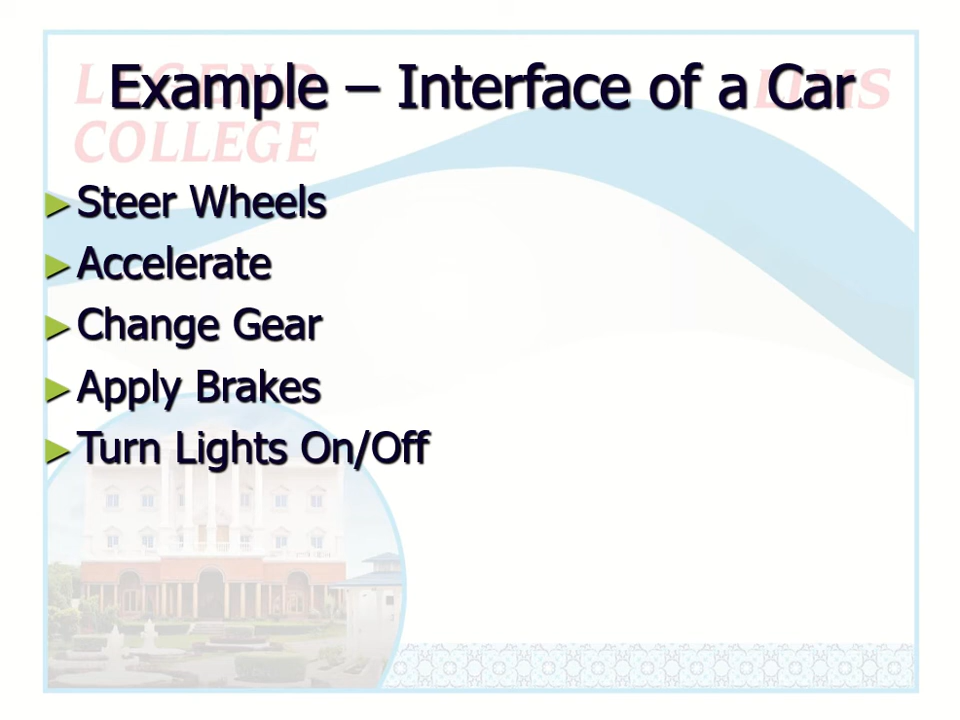 LEGEND
COLLEGE
Example – Interface of a Car
► Steer Wheels
► Accelerate
► Change Gear
► Apply Brakes
► Turn Lights On/Off